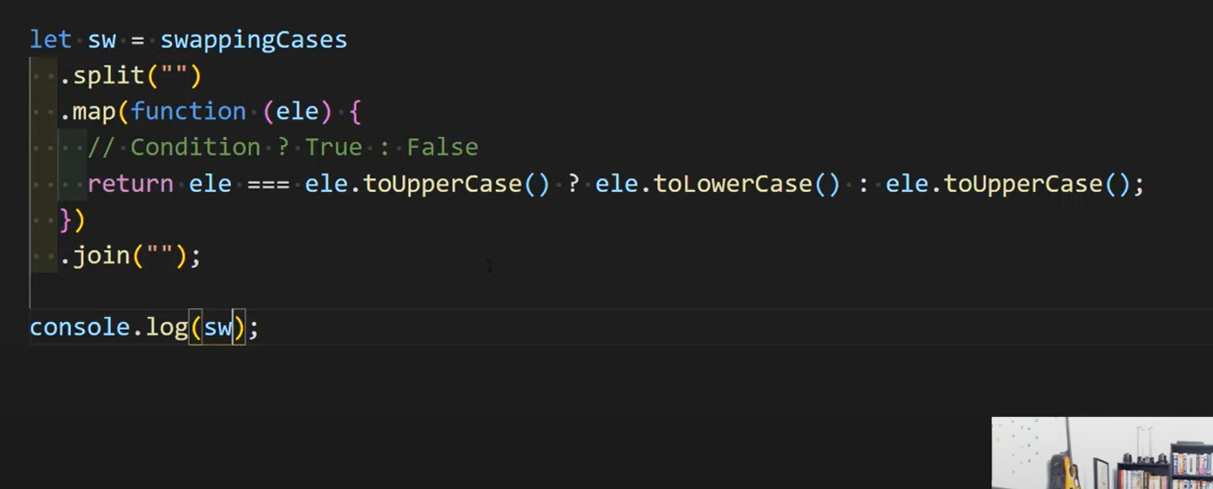 let sw = swappingCases
  .split("")
  .map(function (ele) {
    // Condition ? True : False
    return ele === ele.toUpperCase() ? ele.toLowerCase() : ele.toUpperCase();
  })
  .join("");
console.log(sw);